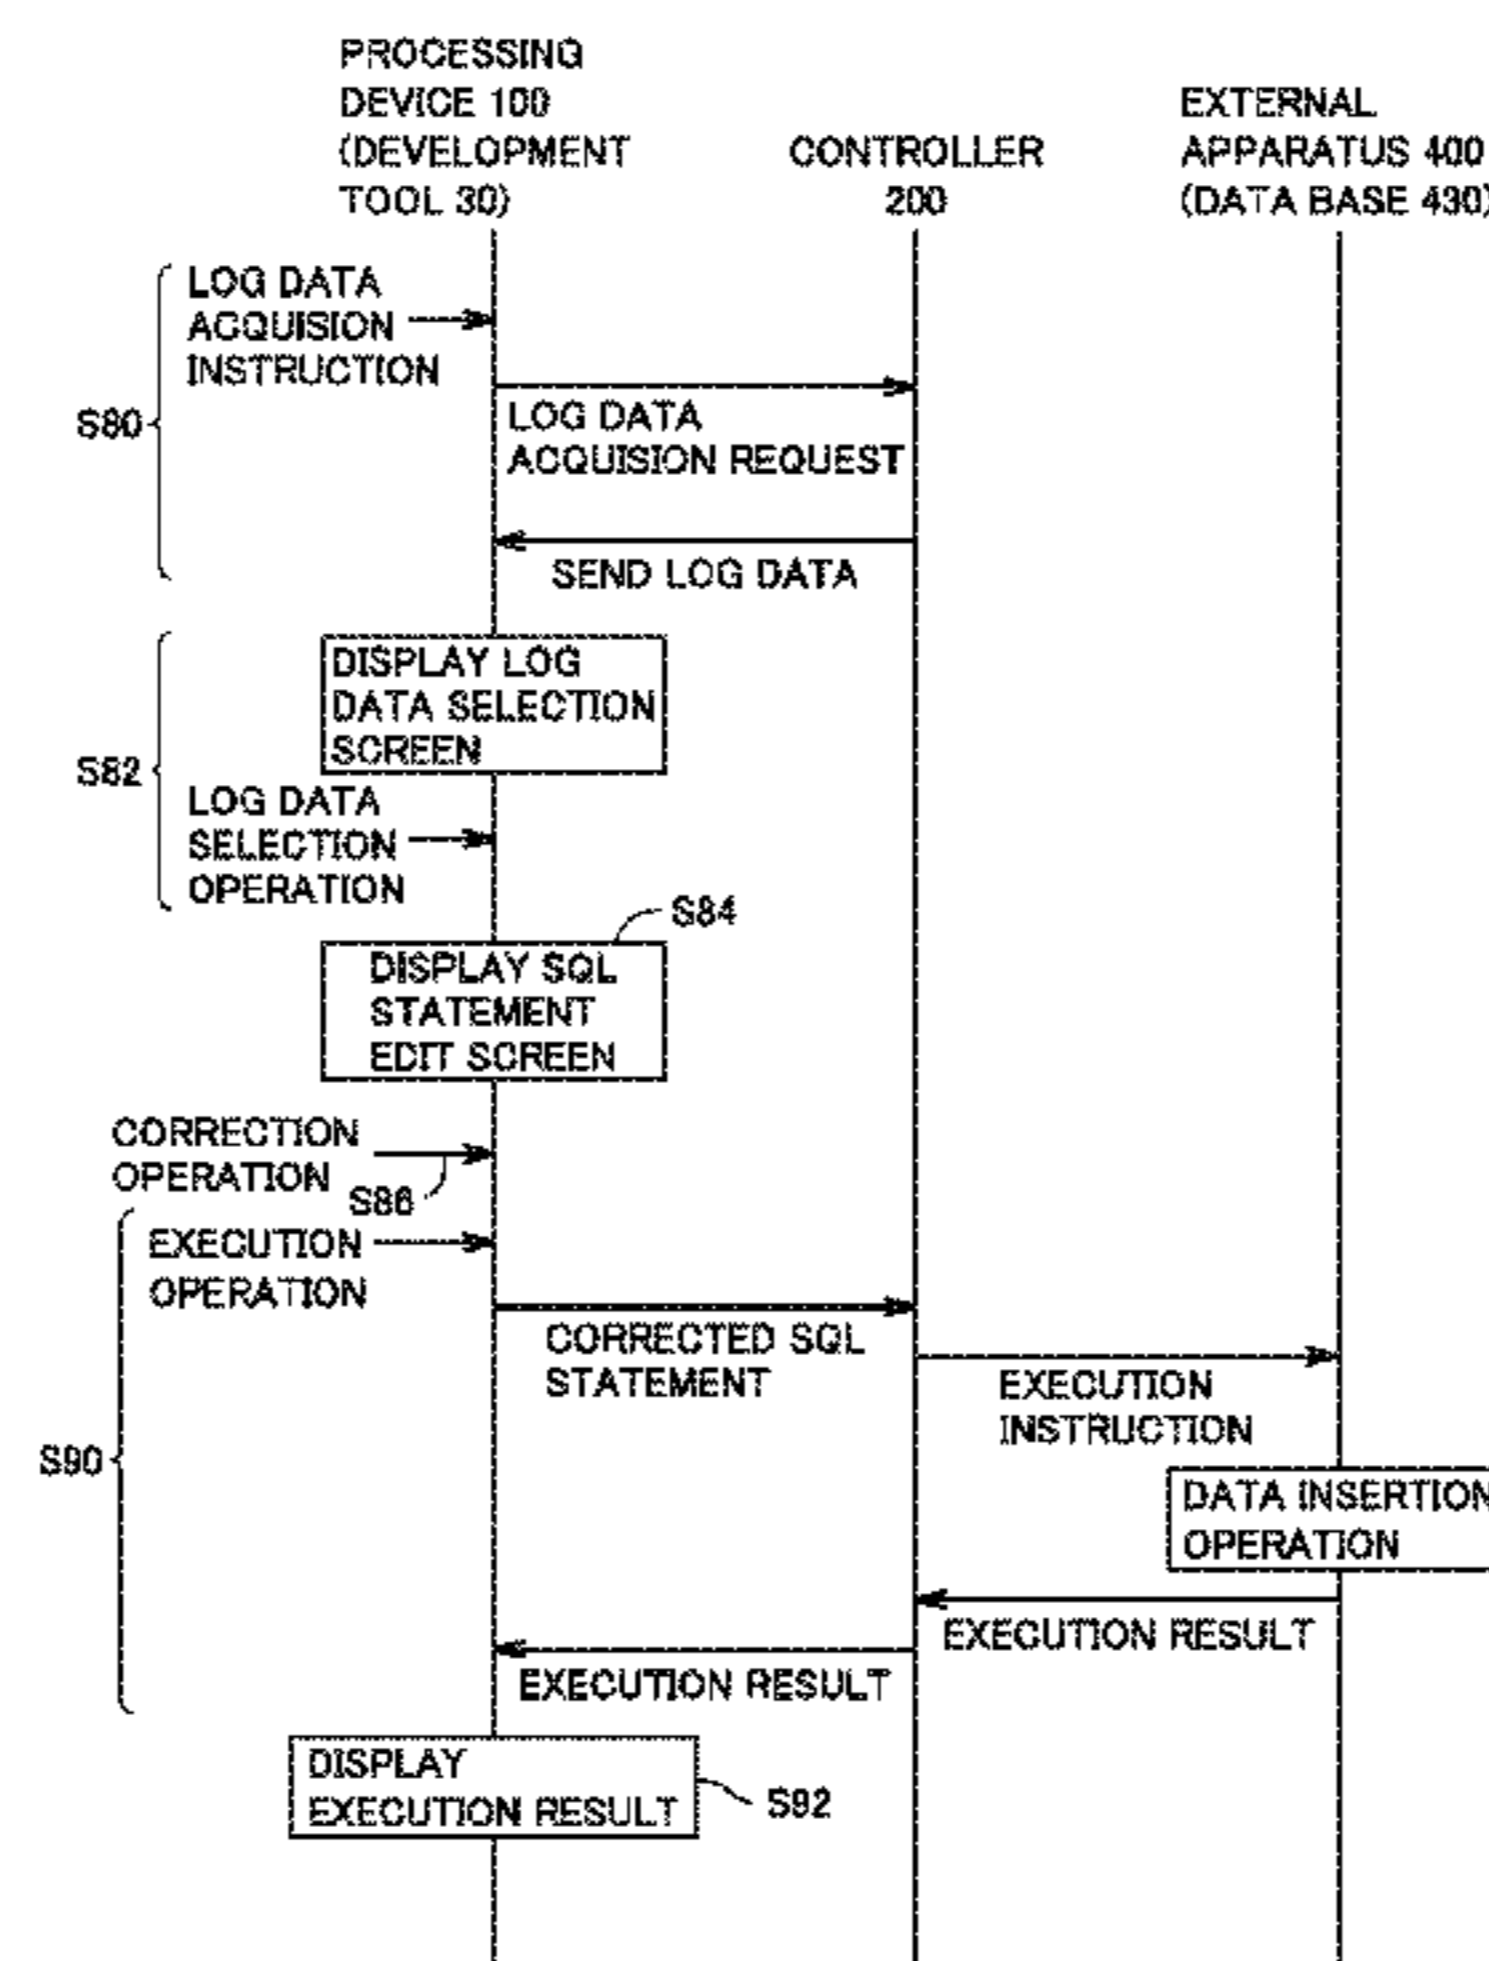 PROCESSING
DEVICE 100
(DEVELOPMENT
TOOL 30)
CONTROLLER
200
EXTERNAL
APPARATUS 400
(DATA BASE 430)
LOG DATA
ACQUISION
INSTRUCTION
S80
LOG DATA
ACQUISION REQUEST
SEND LOG DATA
DISPLAY LOG
DATA SELECTION
SCREEN
S82
LOG DATA
SELECTION
OPERATION
S84
DISPLAY SQL
STATEMENT
EDIT SCREEN
CORRECTION
OPERATION
S86
EXECUTION
OPERATION
CORRECTED SQL
STATEMENT
EXECUTION
INSTRUCTION
S90
DATA INSERTION
OPERATION
EXECUTION RESULT
EXECUTION RESULT
DISPLAY
EXECUTION RESULT
S92